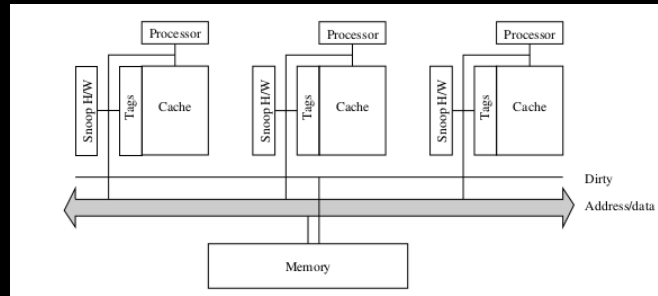 Processor
Processor
Processor
Snoop H/W
Tags
Cache
Snoop H/W
Tags
Cache
Snoop H/W
Tags
Cache
Dirty
Address/data
Memory